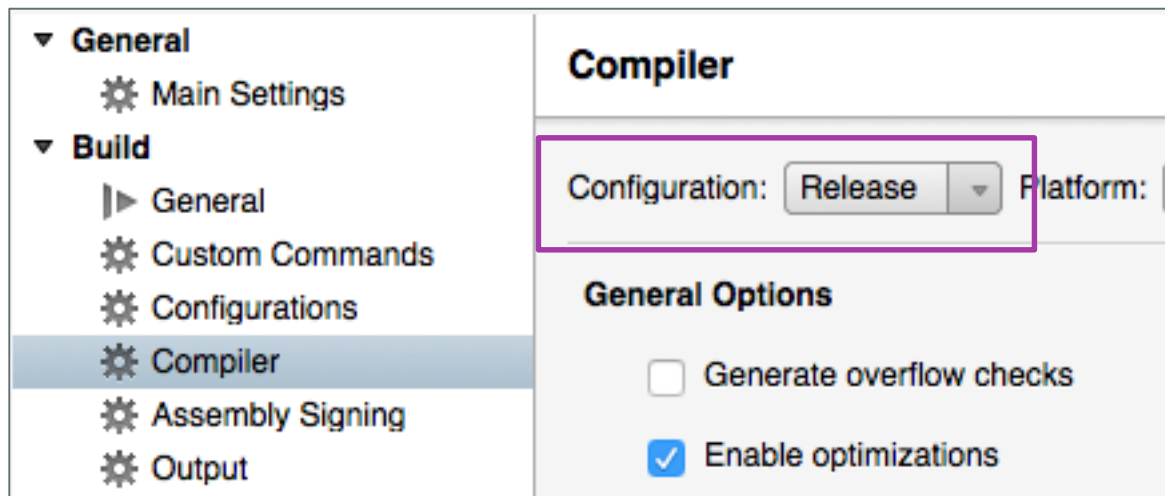 General
Main Settings
Build
General
Custom Commands
Configurations
Compiler
Assembly Signing
Output
Compiler
Configuration: Release Platform:
General Options
Generate overflow checks
Enable optimizations